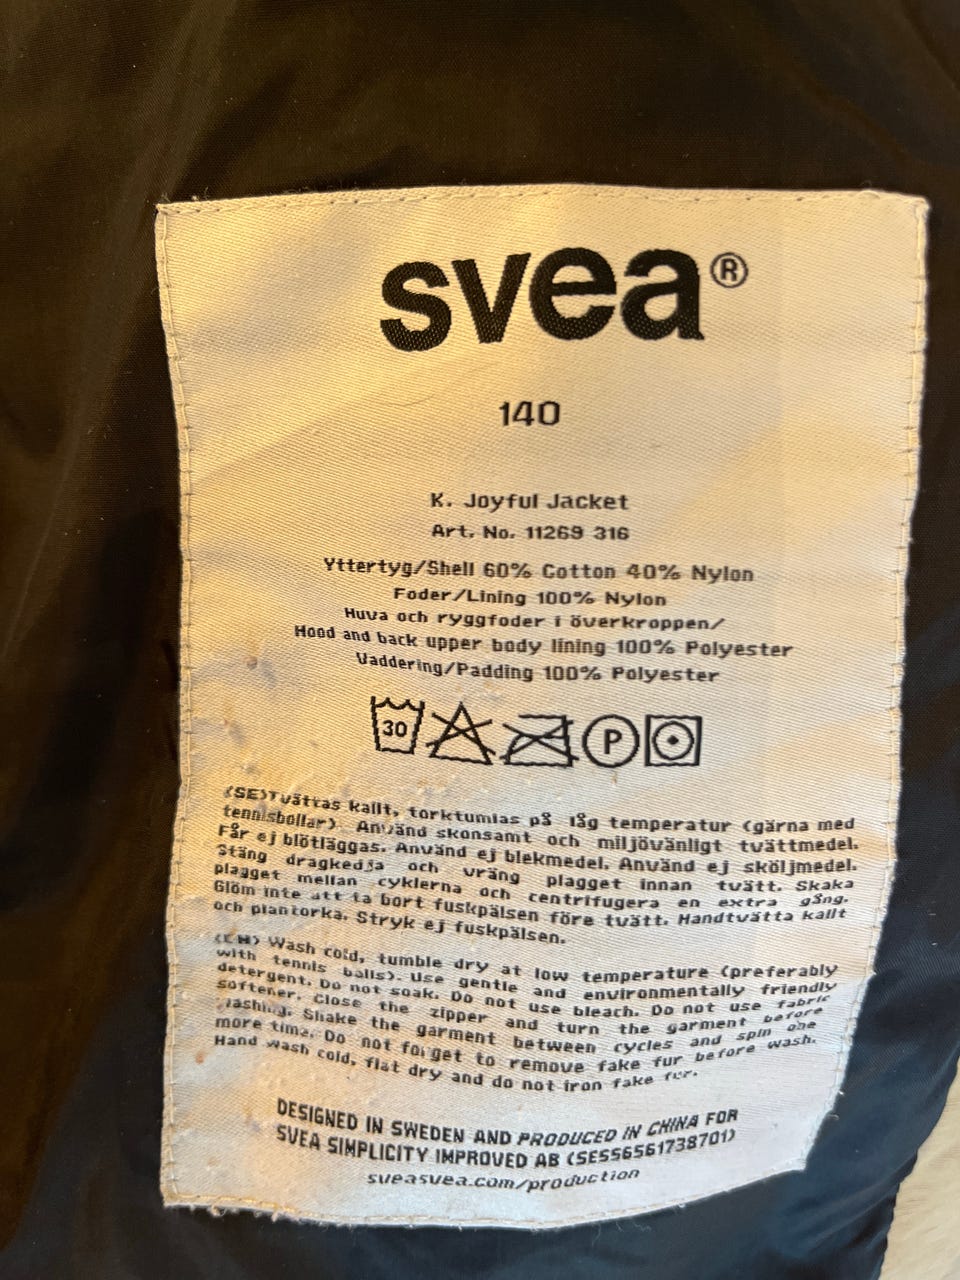 svea®
140
K. Joyful Jacket
Art. No. 11269 316
Yttertyg/Shell 60% Cotton 40% Nylon
Foder/Lining 100% Nylon
Huva och ryggfoder i överkroppen/
Hood and back upper body lining 100% Polyester
Vaddering/Padding 100% Polyester
30 P
(SE)Tvättas kallt, torktumlas på låg temperatur (gärna med
tennisbollar). Använd skonsamt och miljövänligt tvättmedel.
Får ej blötläggas. Använd ej blekmedel. Använd ej sköljmedel.
Stäng dragkedja och vräng plagget innan tvätt. Skaka
plagget mellan cyklerna och centrifugera en extra gång.
Glöm inte att ta bort fuskpälsen före tvätt. Handtvätta kallt
och plantorka. Stryk ej fuskpälsen.
(EN) Wash cold, tumble dry at low temperature (preferably
with tennis balls). Use gentle and environmentally friendly
detergent. Do not soak. Do not use bleach. Do not use fabric
softener. Close the zipper and turn the garment before
washing. Shake the garment between cycles and spin one
more time. Do not forget to remove fake fur before wash.
Hand wash cold, flat dry and do not iron fake fur.
DESIGNED IN SWEDEN AND PRODUCED IN CHINA FOR
SVEA SIMPLICITY IMPROVED AB (SE556561738701)
sveasvea.com/production